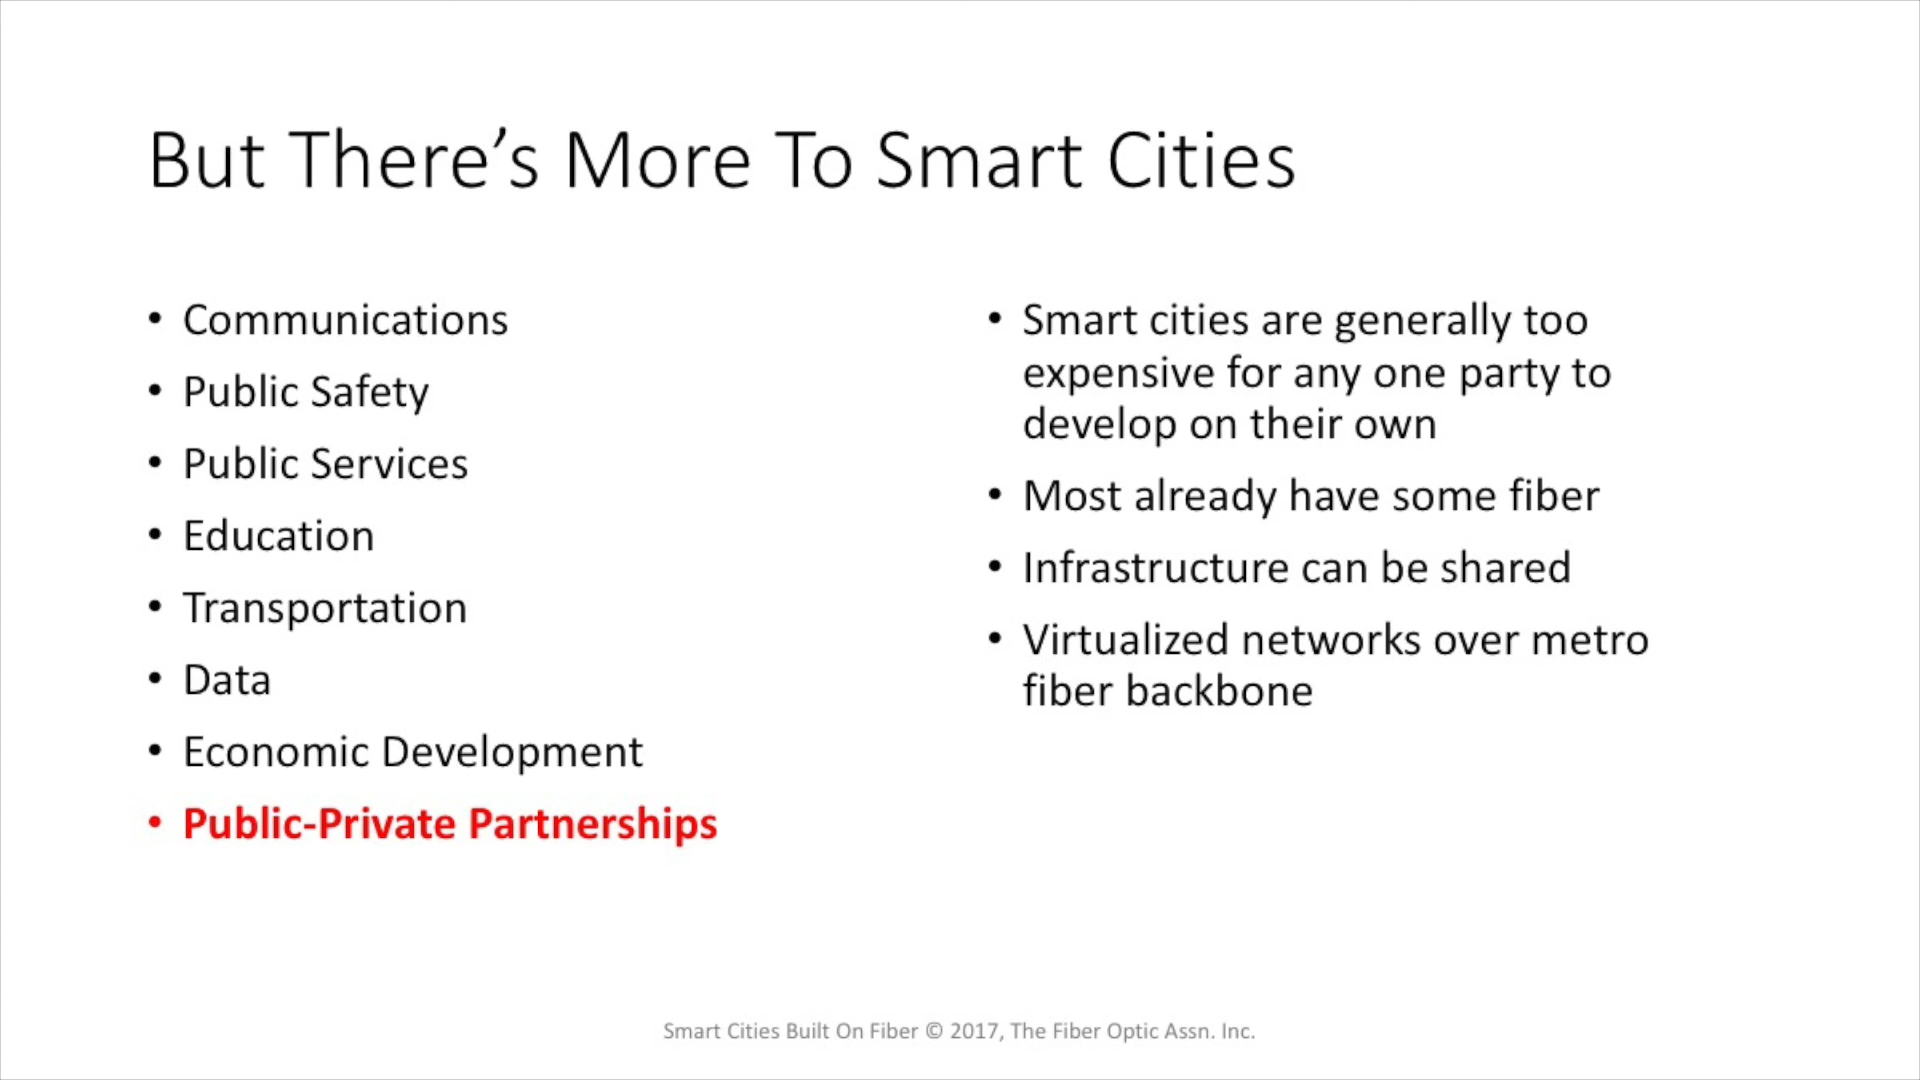 But There’s More To Smart Cities
• Communications
• Public Safety
• Public Services
• Education
• Transportation
• Data
• Economic Development
• Public-Private Partnerships
• Smart cities are generally too
expensive for any one party to
develop on their own
• Most already have some fiber
• Infrastructure can be shared
• Virtualized networks over metro
fiber backbone
Smart Cities Built On Fiber © 2017, The Fiber Optic Assn. Inc.